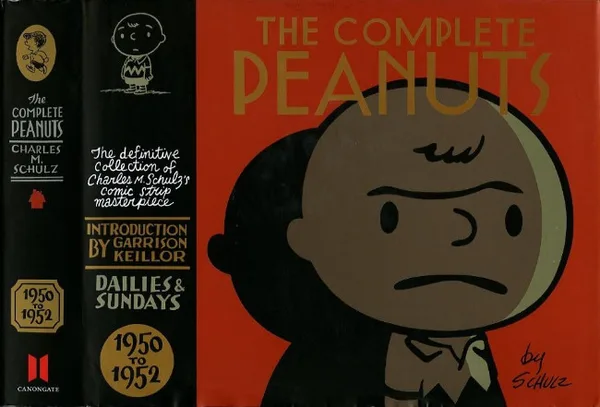 The
COMPLETE
PEANUTS
CHARLES
M.
SCHULZ
1950
TO
1952
CANONGATE
The definitive
collection of
Charles M. Schulz's
comic strip
masterpiece
INTRODUCTION
BY GARRISON
KEILLOR
DAILIES &
SUNDAYS
1950
TO
1952
THE COMPLETE
PEANUTS
by
SCHULZ